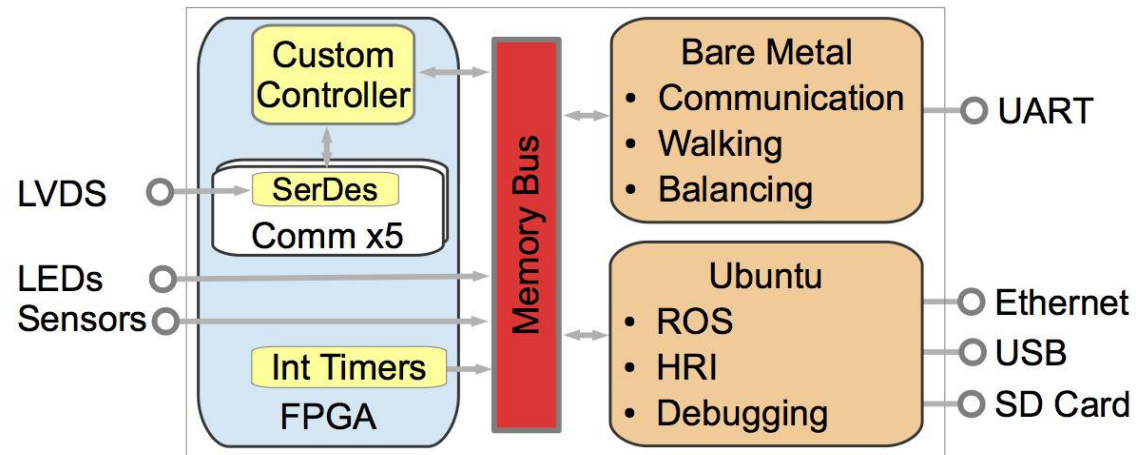 Custom
Controller
SerDes
Comm x5
LVDS
LEDs
Sensors
Int Timers
FPGA
Memory Bus
Bare Metal
• Communication
• Walking
• Balancing
UART
Ubuntu
• ROS
• HRI
• Debugging
Ethernet
USB
SD Card